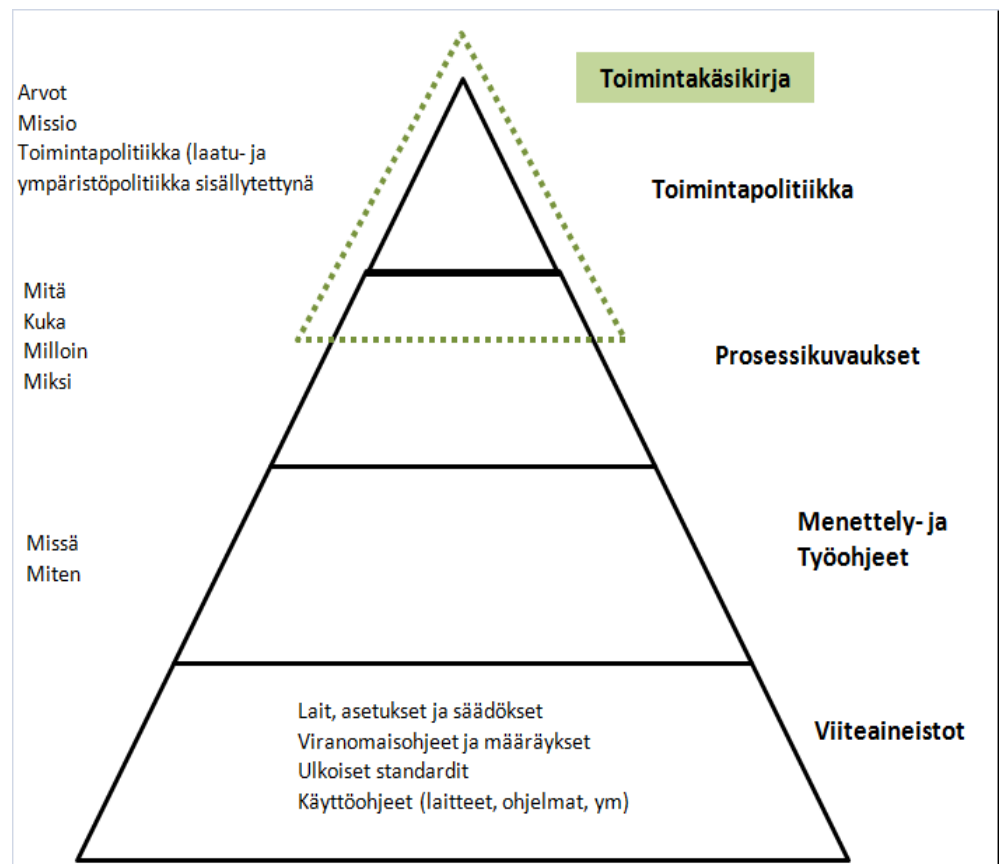 Toimintakäsikirja
Arvot
Missio
Toimintapolitiikka (laatu- ja
ympäristöpolitiikka sisällytettynä
Toimintapolitiikka
Mitä
Kuka
Milloin
Miksi
Prosessikuvaukset
Missä
Miten
Menettely- ja
Työohjeet
Lait, asetukset ja säädökset
Viranomaisohjeet ja määräykset
Ulkoiset standardit
Käyttöohjeet (laitteet, ohjelmat, ym)
Viiteaineistot